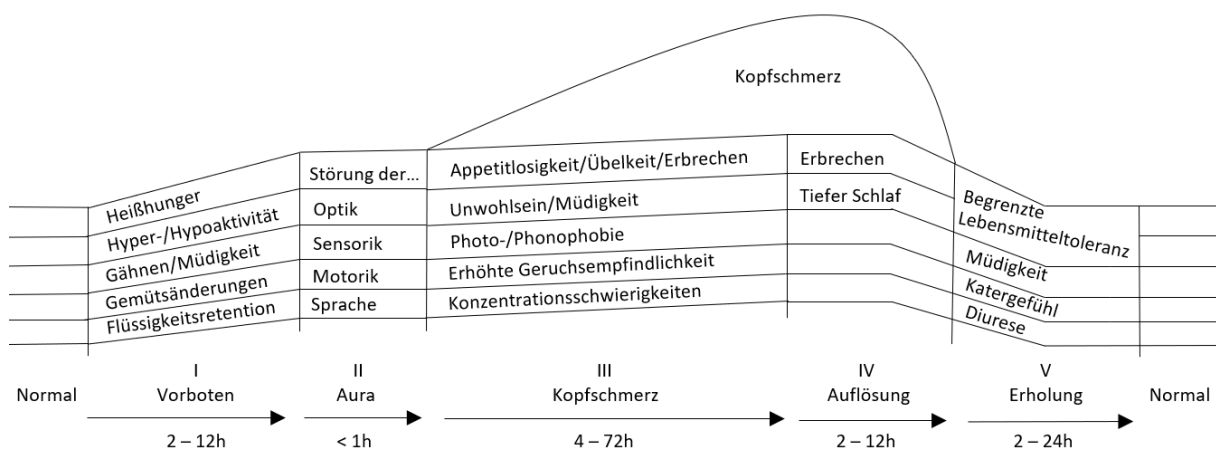 Kopfschmerz
Heißhunger
Hyper-/Hypoaktivität
Gähnen/Müdigkeit
Gemütsänderungen
Flüssigkeitsretention
Störung der...
Optik
Sensorik
Motorik
Sprache
Appetitlosigkeit/Übelkeit/Erbrechen
Unwohlsein/Müdigkeit
Photo-/Phonophobie
Erhöhte Geruchsempfindlichkeit
Konzentrationsschwierigkeiten
Erbrechen
Tiefer Schlaf
Begrenzte
Lebensmitteltoleranz
Müdigkeit
Katergefühl
Diurese
I II III IV V
Normal Vorboten Aura Kopfschmerz Auflösung Erholung Normal
2 – 12h < 1h 4 – 72h 2 – 12h 2 – 24h